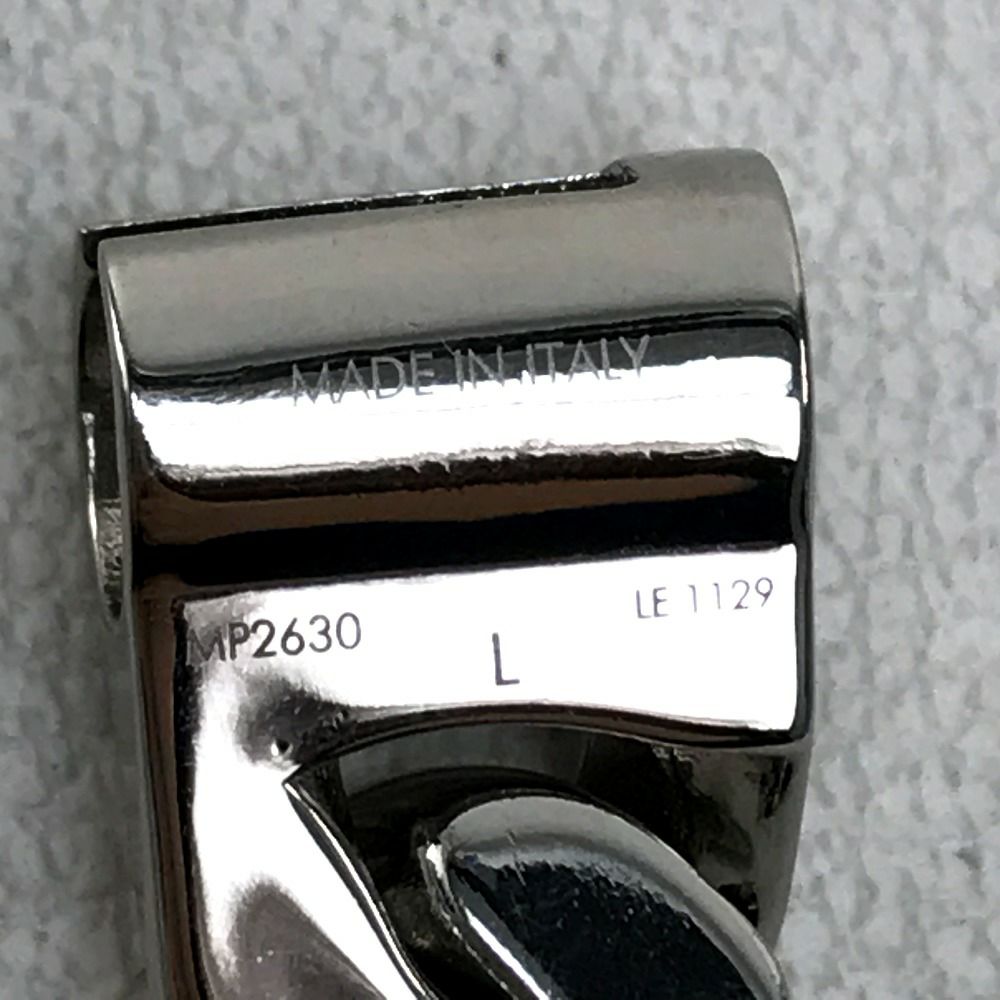 MADE IN ITALY
MP2630
LE 1129
L